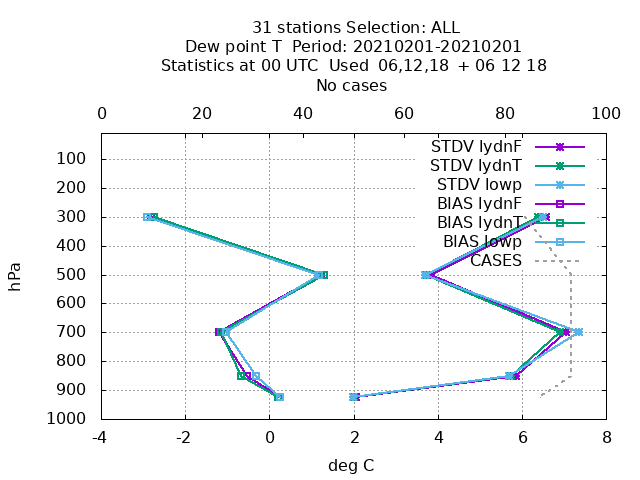 31 stations Selection: ALL
Dew point T  Period: 20210201-20210201
Statistics at 00 UTC  Used  06,12,18  + 06 12 18
No cases
0 20 40 60 80 100
STDV lydnF
STDV lydnT
STDV lowp
BIAS lydnF
BIAS lydnT
BIAS lowp
CASES
hPa
100
200
300
400
500
600
700
800
900
1000
-4 -2 0 2 4 6 8
deg C